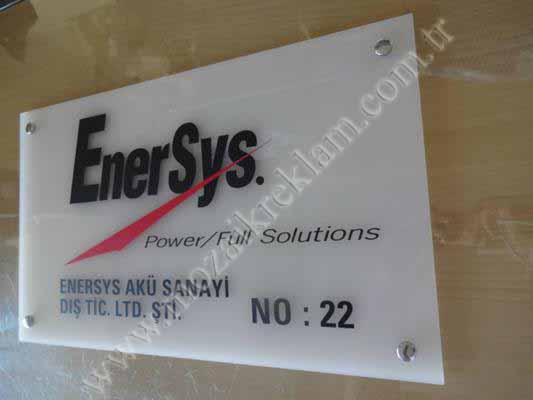 EnerSys.
Power/Full Solutions
ENERSYS AKÜ SANAYİ
DIŞ TİC. LTD. ŞTİ.
NO : 22
www.mozaikreklam.com.tr